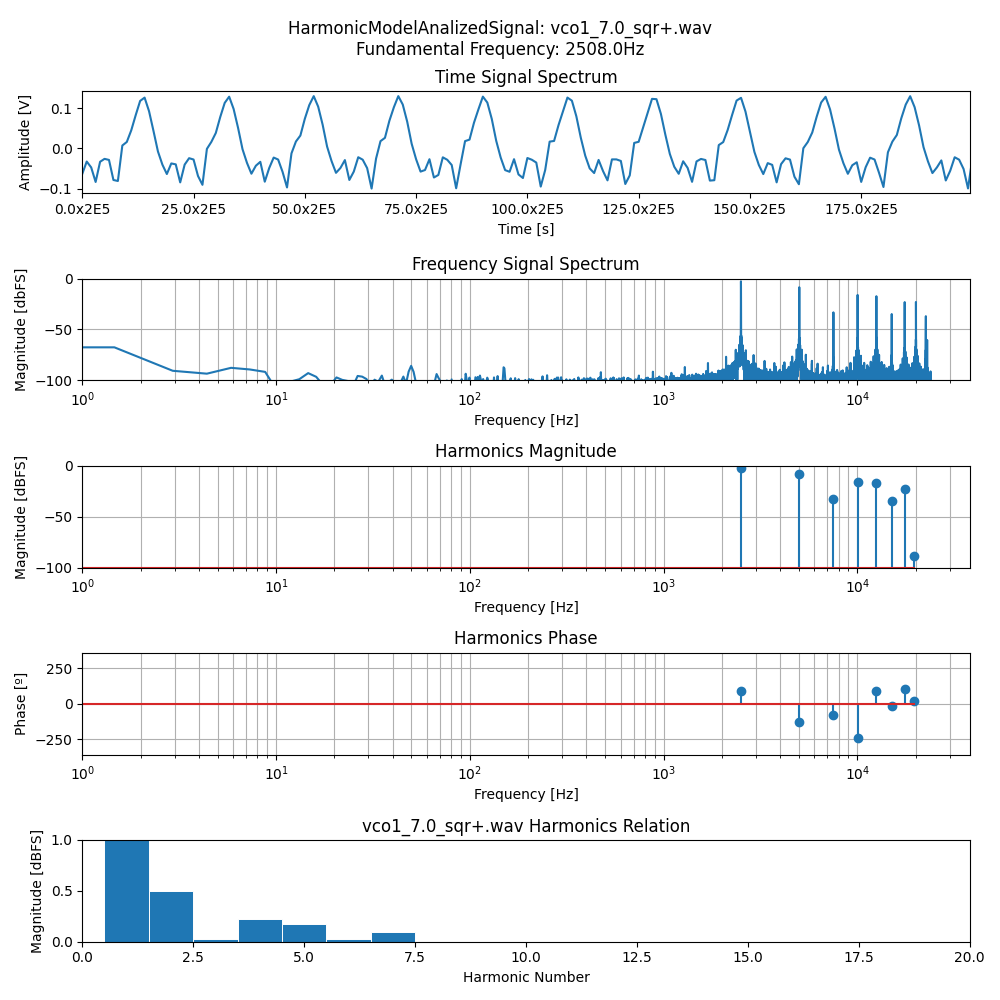 HarmonicModelAnalizedSignal: vco1_7.0_sqr+.wav
Fundamental Frequency: 2508.0Hz
Time Signal Spectrum
Amplitude [V]
0.1
0.0
−0.1
0.0x2E5 25.0x2E5 50.0x2E5 75.0x2E5 100.0x2E5 125.0x2E5 150.0x2E5 175.0x2E5
Time [s]
Frequency Signal Spectrum
Magnitude [dbFS]
0
−50
−100
10⁰ 10¹ 10² 10³ 10⁴
Frequency [Hz]
Harmonics Magnitude
Magnitude [dBFS]
0
−50
−100
10⁰ 10¹ 10² 10³ 10⁴
Frequency [Hz]
Harmonics Phase
Phase [º]
250
0
−250
10⁰ 10¹ 10² 10³ 10⁴
Frequency [Hz]
vco1_7.0_sqr+.wav Harmonics Relation
Magnitude [dBFS]
1.0
0.5
0.0
0.0 2.5 5.0 7.5 10.0 12.5 15.0 17.5 20.0
Harmonic Number